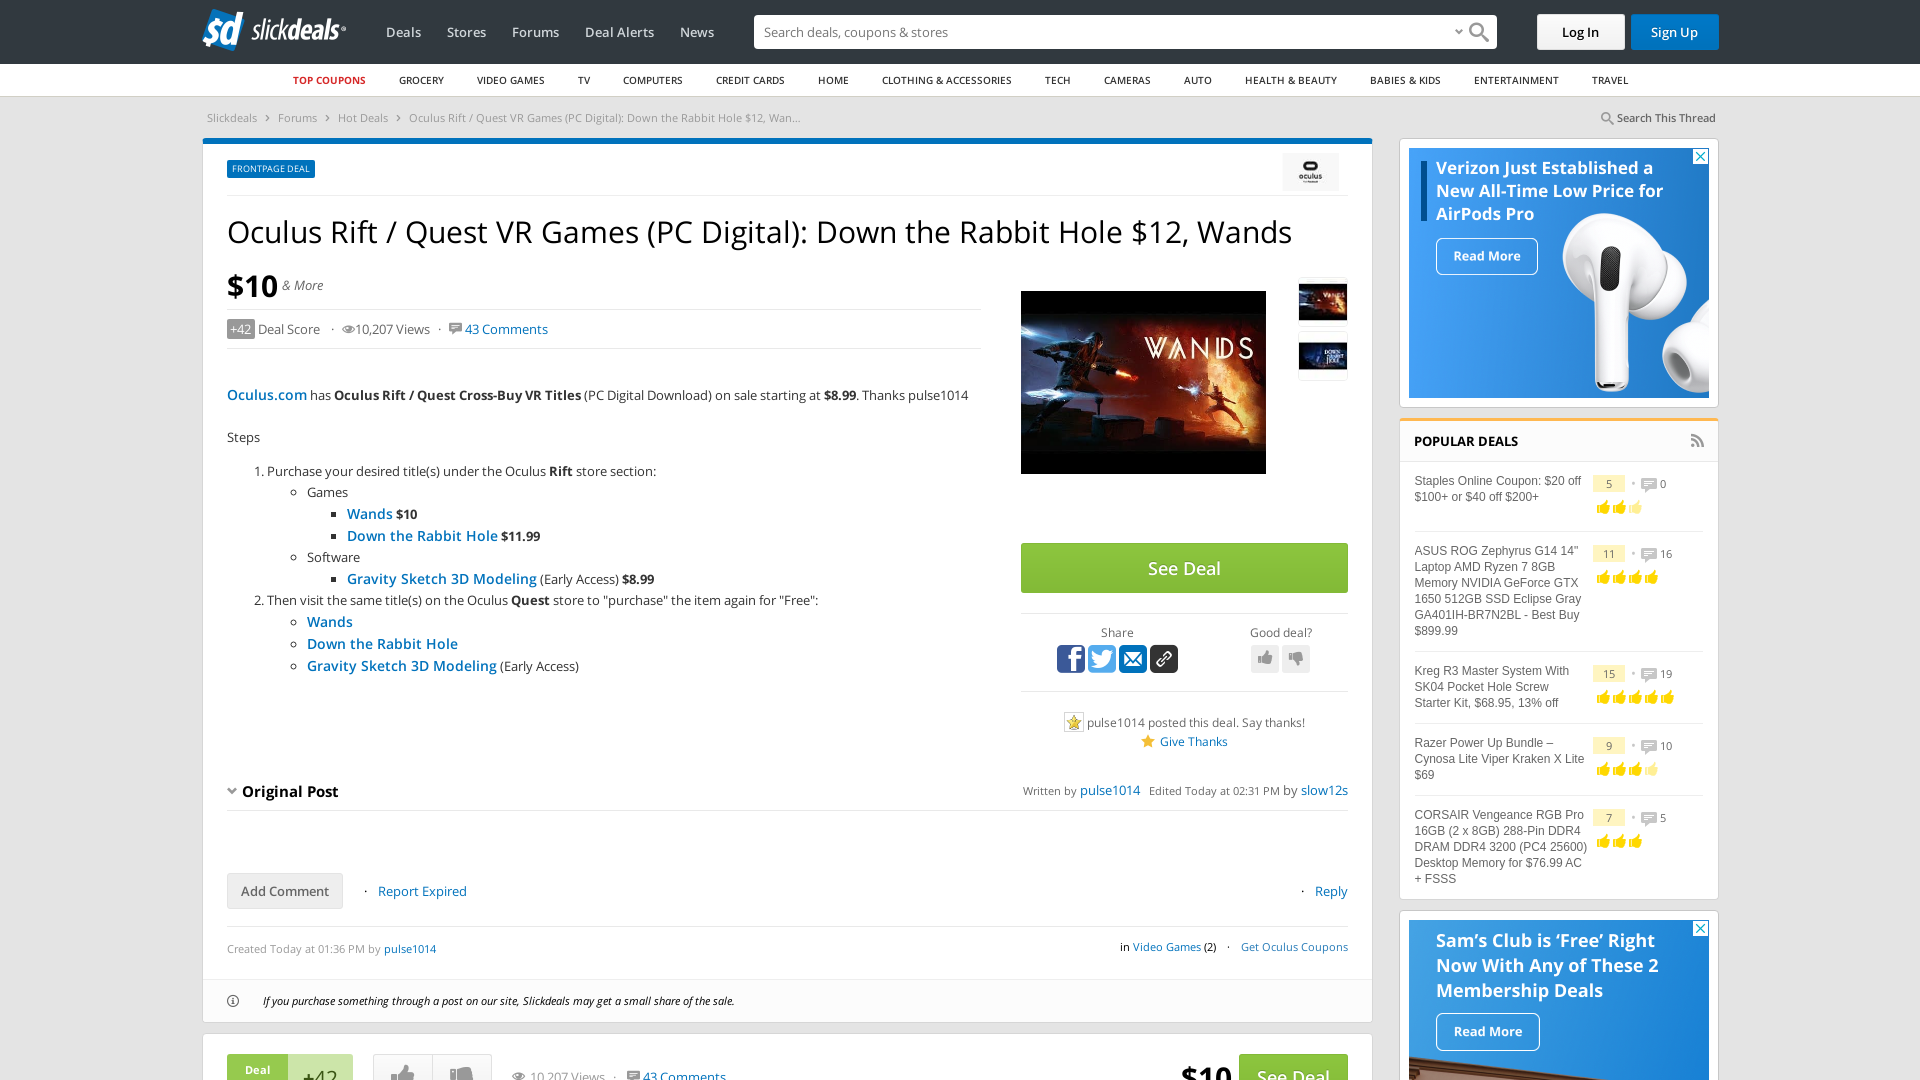 sd slickdeals
Deals
Stores
Forums
Deal Alerts
News
Search deals, coupons & stores
Log In
Sign Up
TOP COUPONS
GROCERY
VIDEO GAMES
TV
COMPUTERS
CREDIT CARDS
HOME
CLOTHING & ACCESSORIES
TECH
CAMERAS
AUTO
HEALTH & BEAUTY
BABIES & KIDS
ENTERTAINMENT
TRAVEL
Slickdeals › Forums › Hot Deals › Oculus Rift / Quest VR Games (PC Digital): Down the Rabbit Hole $12, Wan...
Search This Thread
FRONTPAGE DEAL
oculus
Oculus Rift / Quest VR Games (PC Digital): Down the Rabbit Hole $12, Wands
$10 & More
+42 Deal Score · 10,207 Views · 43 Comments
WANDS
Oculus.com has Oculus Rift / Quest Cross-Buy VR Titles (PC Digital Download) on sale starting at $8.99. Thanks pulse1014
Steps
1. Purchase your desired title(s) under the Oculus Rift store section:
Games
Wands $10
Down the Rabbit Hole $11.99
Software
Gravity Sketch 3D Modeling (Early Access) $8.99
2. Then visit the same title(s) on the Oculus Quest store to "purchase" the item again for "Free":
Wands
Down the Rabbit Hole
Gravity Sketch 3D Modeling (Early Access)
See Deal
Share
Good deal?
pulse1014 posted this deal. Say thanks!
Give Thanks
Original Post
Written by pulse1014 Edited Today at 02:31 PM by slow12s
Add Comment
· Report Expired
· Reply
Created Today at 01:36 PM by pulse1014
in Video Games (2) · Get Oculus Coupons
If you purchase something through a post on our site, Slickdeals may get a small share of the sale.
Deal
+42
10,207 Views · 43 Comments
$10
See Deal
Verizon Just Established a
New All-Time Low Price for
AirPods Pro
Read More
POPULAR DEALS
Staples Online Coupon: $20 off
$100+ or $40 off $200+
5 • 0
ASUS ROG Zephyrus G14 14"
Laptop AMD Ryzen 7 8GB
Memory NVIDIA GeForce GTX
1650 512GB SSD Eclipse Gray
GA401IH-BR7N2BL - Best Buy
$899.99
11 • 16
Kreg R3 Master System With
SK04 Pocket Hole Screw
Starter Kit, $68.95, 13% off
15 • 19
Razer Power Up Bundle –
Cynosa Lite Viper Kraken X Lite
$69
9 • 10
CORSAIR Vengeance RGB Pro
16GB (2 x 8GB) 288-Pin DDR4
DRAM DDR4 3200 (PC4 25600)
Desktop Memory for $76.99 AC
+ FSSS
7 • 5
Sam's Club is ‘Free’ Right
Now With Any of These 2
Membership Deals
Read More